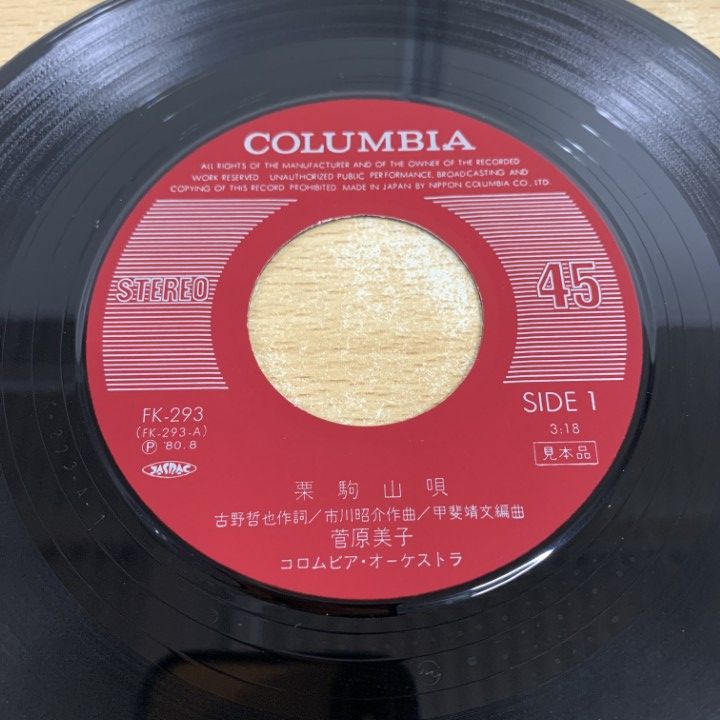 COLUMBIA
ALL RIGHTS OF THE MANUFACTURER AND OF THE OWNER OF THE RECORDED
WORK RESERVED UNAUTHORIZED PUBLIC PERFORMANCE, BROADCASTING AND
COPYING OF THIS RECORD PROHIBITED MADE IN JAPAN BY NIPPON COLUMBIA CO., LTD.
STEREO
45
FK-293
(FK-293-A)
Ⓟ '80.8
JASRAC
SIDE 1
3:18
見本品
栗駒山唄
古野哲也作詞/市川昭介作曲/甲斐靖文編曲
菅原美子
コロムビア・オーケストラ